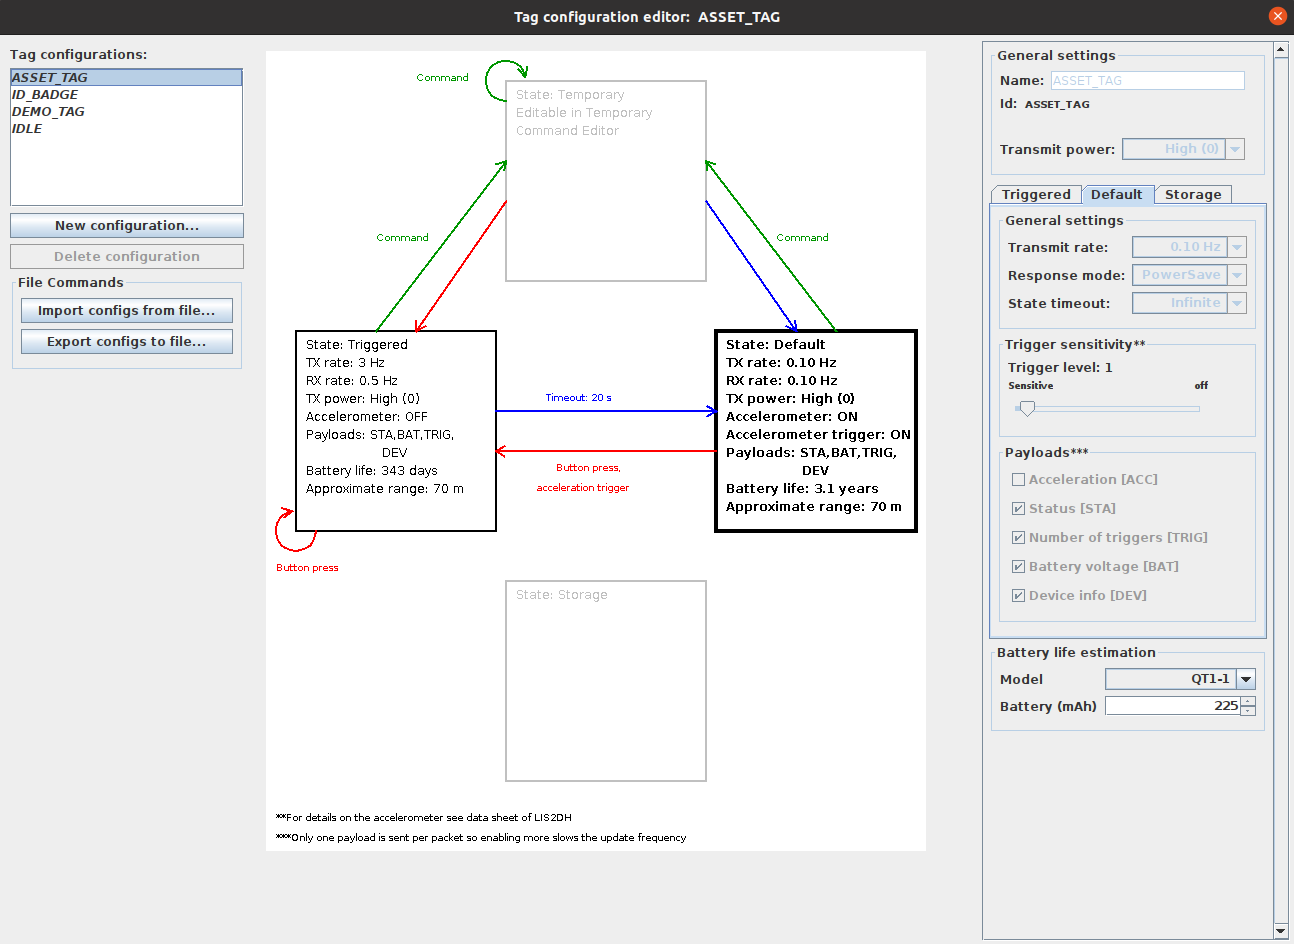 Tag configuration editor: ASSET_TAG
Tag configurations:
ASSET_TAG
ID_BADGE
DEMO_TAG
IDLE
New configuration...
Delete configuration
File Commands
Import configs from file...
Export configs to file...
Command
State: Temporary
Editable in Temporary
Command Editor
Command
Command
State: Triggered
TX rate: 3 Hz
RX rate: 0.5 Hz
TX power: High (0)
Accelerometer: OFF
Payloads: STA,BAT,TRIG,
DEV
Battery life: 343 days
Approximate range: 70 m
Button press
Timeout: 20 s
Button press,
acceleration trigger
State: Default
TX rate: 0.10 Hz
RX rate: 0.10 Hz
TX power: High (0)
Accelerometer: ON
Accelerometer trigger: ON
Payloads: STA,BAT,TRIG,
DEV
Battery life: 3.1 years
Approximate range: 70 m
State: Storage
**For details on the accelerometer see data sheet of LIS2DH
***Only one payload is sent per packet so enabling more slows the update frequency
General settings
Name: ASSET_TAG
Id: ASSET_TAG
Transmit power: High (0)
Triggered Default Storage
General settings
Transmit rate: 0.10 Hz
Response mode: PowerSave
State timeout: Infinite
Trigger sensitivity**
Trigger level: 1
Sensitive off
Payloads***
Acceleration [ACC]
Status [STA]
Number of triggers [TRIG]
Battery voltage [BAT]
Device info [DEV]
Battery life estimation
Model QT1-1
Battery (mAh) 225